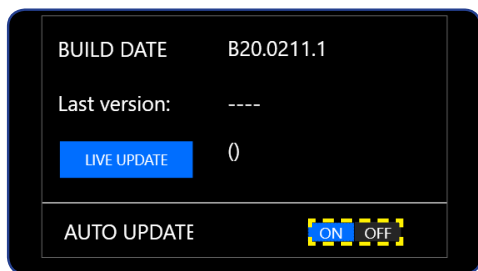 BUILD DATE B20.0211.1
Last version: ----
LIVE UPDATE ()
AUTO UPDATE ON OFF